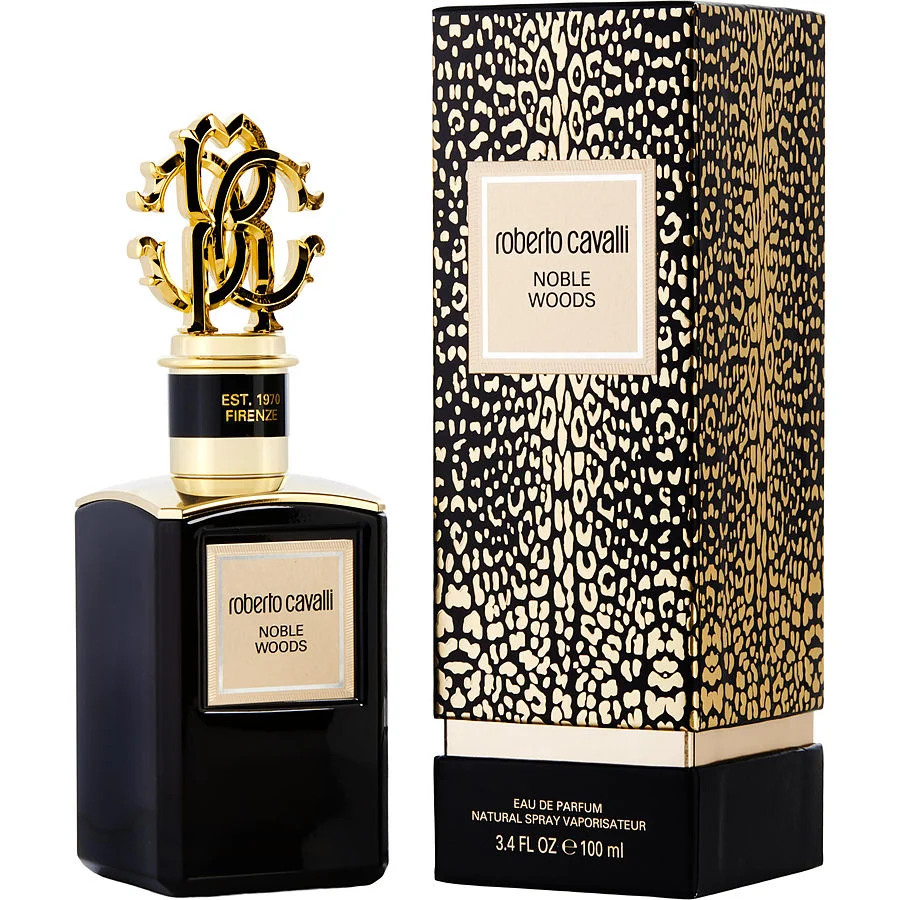 EST. 1970
FIRENZE
roberto cavalli
NOBLE
WOODS
roberto cavalli
NOBLE
WOODS
EAU DE PARFUM
NATURAL SPRAY VAPORISATEUR
3.4 FL OZ ℮ 100 ml